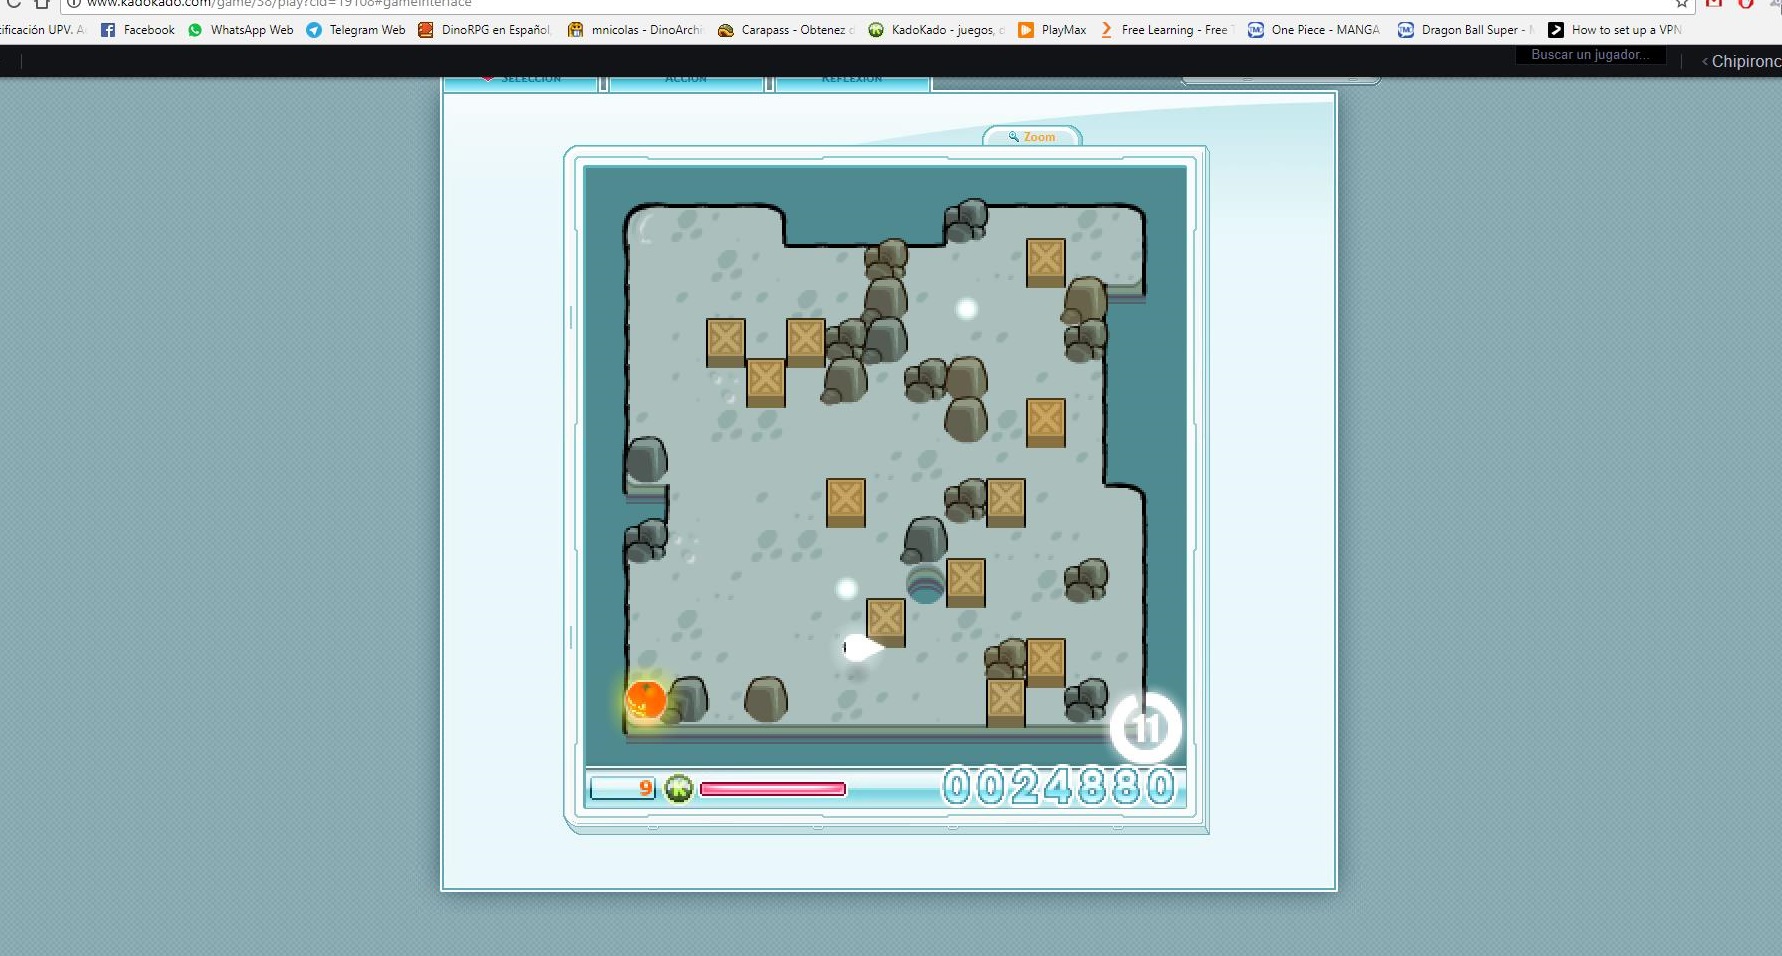 www.kadokado.com/game/38/play?cid=19108#gameinterface
tificación UPV. A Facebook WhatsApp Web Telegram Web DinoRPG en Español, mnicolas - DinoArchi Carapass - Obtenez d KadoKado - juegos, c PlayMax Free Learning - Free One Piece - MANGA Dragon Ball Super - How to set up a VPN
Buscar un jugador... < Chipironc
SELECCIÓN ACCIÓN REFLEXIÓN
Zoom
11
9 K 0024880